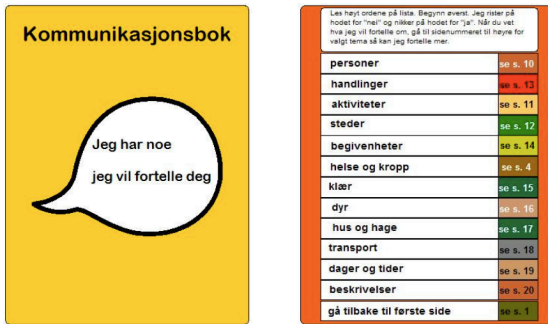 Kommunikasjonsbok
Jeg har noe
jeg vil fortelle deg
Les høyt ordene på lista. Begynn øverst. Jeg rister på
hodet for "nei" og nikker på hodet for "ja". Når du vet
hva jeg vil fortelle om, gå til sidenummeret til høyre for
valgt tema så kan jeg fortelle mer.
personer se s. 10
handlinger se s. 13
aktiviteter se s. 11
steder se s. 12
begivenheter se s. 14
helse og kropp se s. 4
klær se s. 15
dyr se s. 16
hus og hage se s. 17
transport se s. 18
dager og tider se s. 19
beskrivelser se s. 20
gå tilbake til første side se s. 1